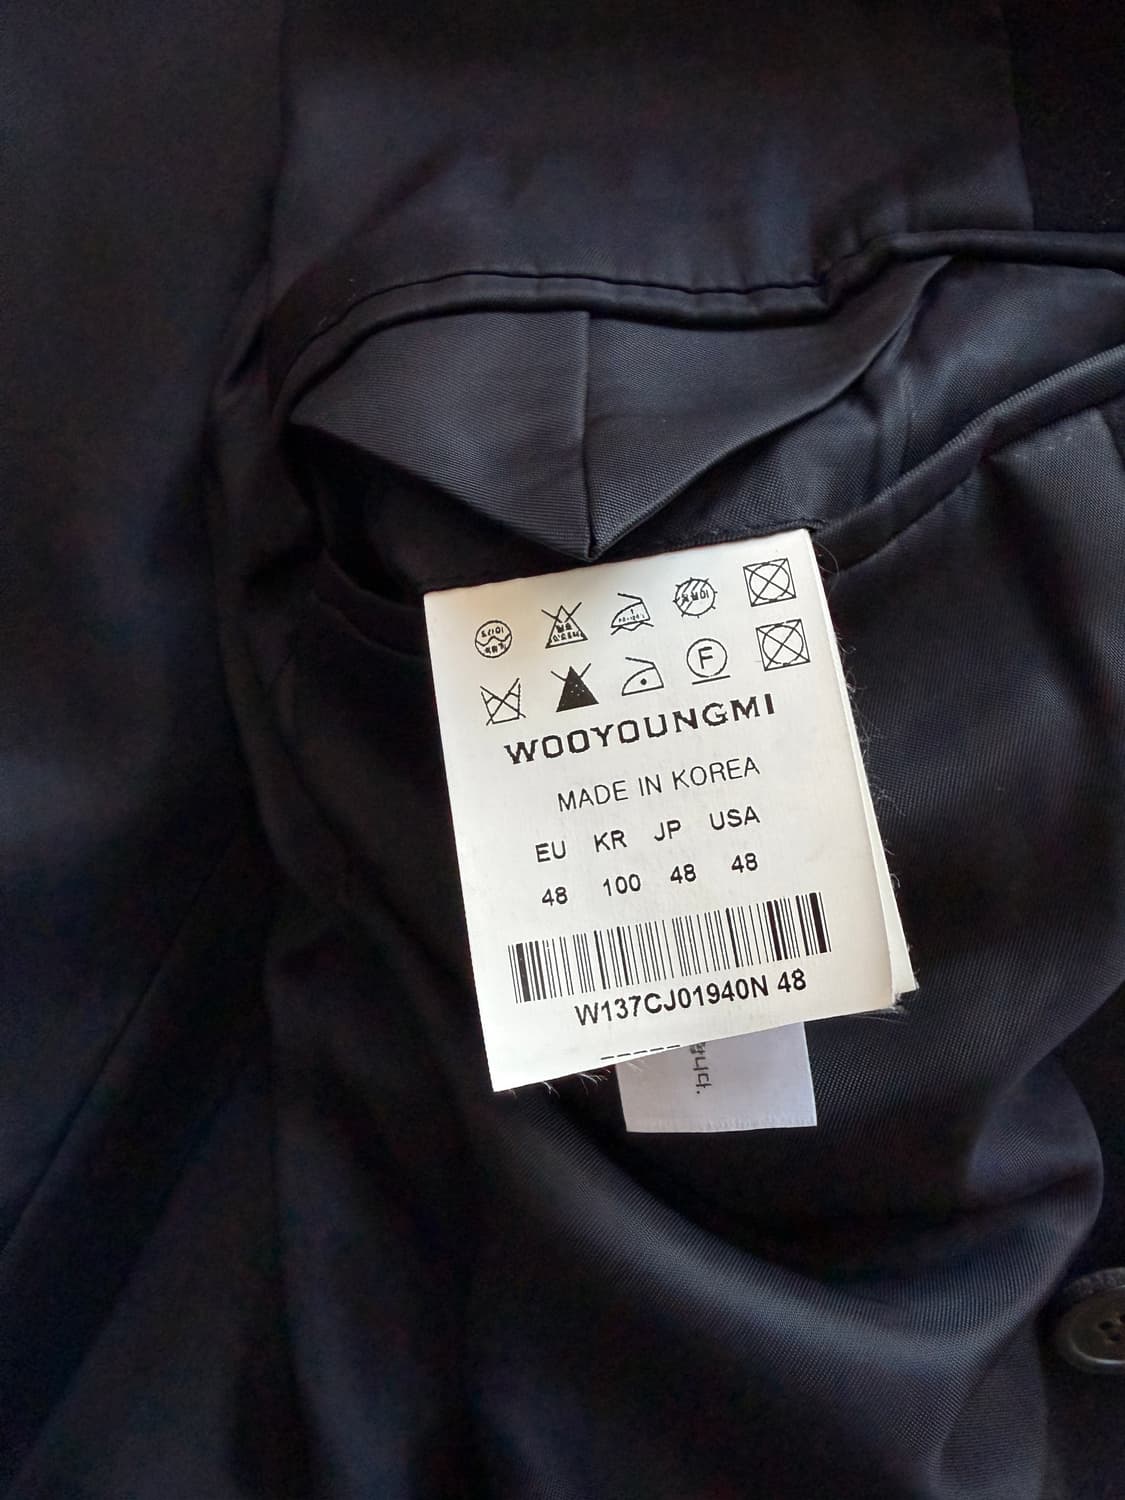 WOOYOUNGMI
MADE IN KOREA
EU KR JP USA
48 100 48 48
W137CJ01940N 48
F